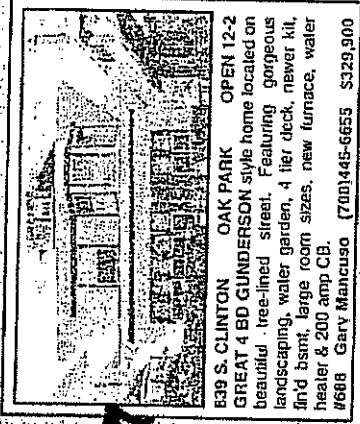 839 S. CLINTON OAK PARK OPEN 12-2
GREAT 4 BD GUNDERSON style home located on
beautiful tree-lined street. Featuring gorgeous
landscaping, water garden, 4 tier deck, newer kit,
fin'd bsmt, large room sizes, new furnace, water
heater & 200 amp CB.
#688 Gary Mancuso (700)445-6655 $329,900